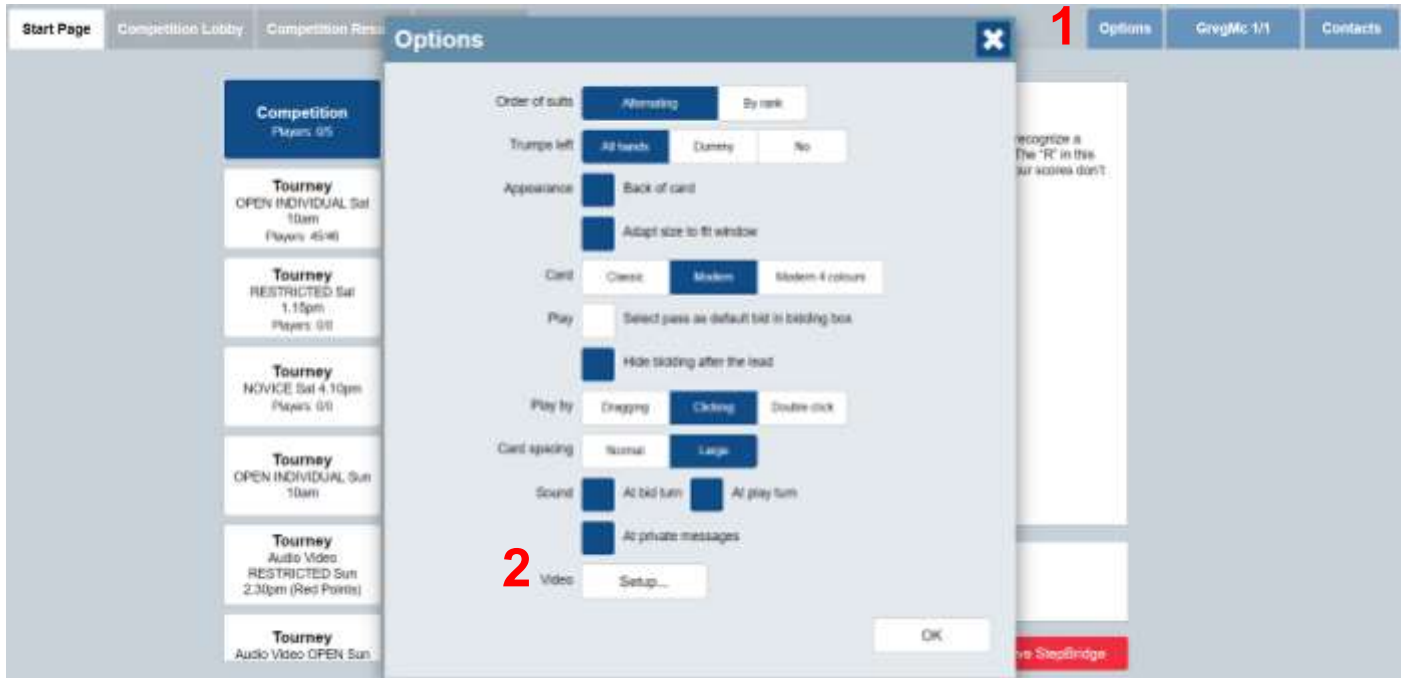 Start Page
Competition Lobby
Competition Resu
1
Options
GregMc 1/1
Contacts
Options
Competition
Players: 0/5
Tourney
OPEN INDIVIDUAL Sat
10am
Players: 45/46
Tourney
RESTRICTED Sat
1.15pm
Players: 0/0
Tourney
NOVICE Sat 4.10pm
Players: 0/0
Tourney
OPEN INDIVIDUAL Sun
10am
Tourney
Audio Video
RESTRICTED Sun
2.30pm (Red Points)
Tourney
Audio Video OPEN Sun
Order of suits Alternating By rank
Trumps left All hands Dummy No
Appearance Back of card
Adapt size to fit window
Card Classic Modern Modern 4 colours
Play Select pass as default bid in bidding box
Hide bidding after the lead
Play by Dragging Clicking Double click
Card spacing Normal Large
Sound At bid turn At play turn
At private messages
2 Video Setup...
OK
recognize a
The "R" in this
ur scores don't
ve StepBridge